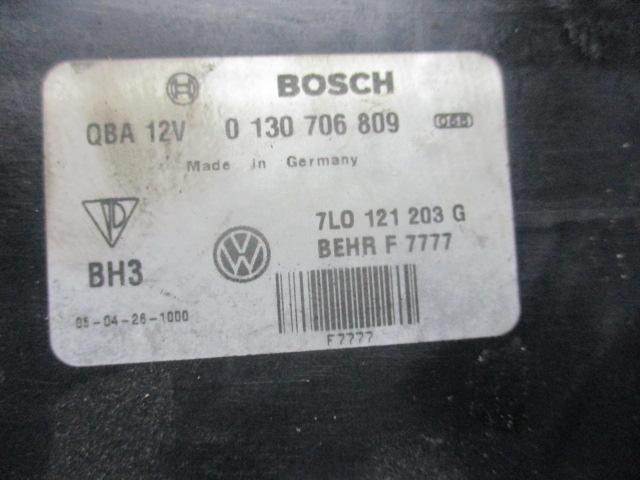 BOSCH
QBA 12V 0 130 706 809 068
Made in Germany
7L0 121 203 G
BEHR F 7777
BH3
05-04-26-1000
F7777